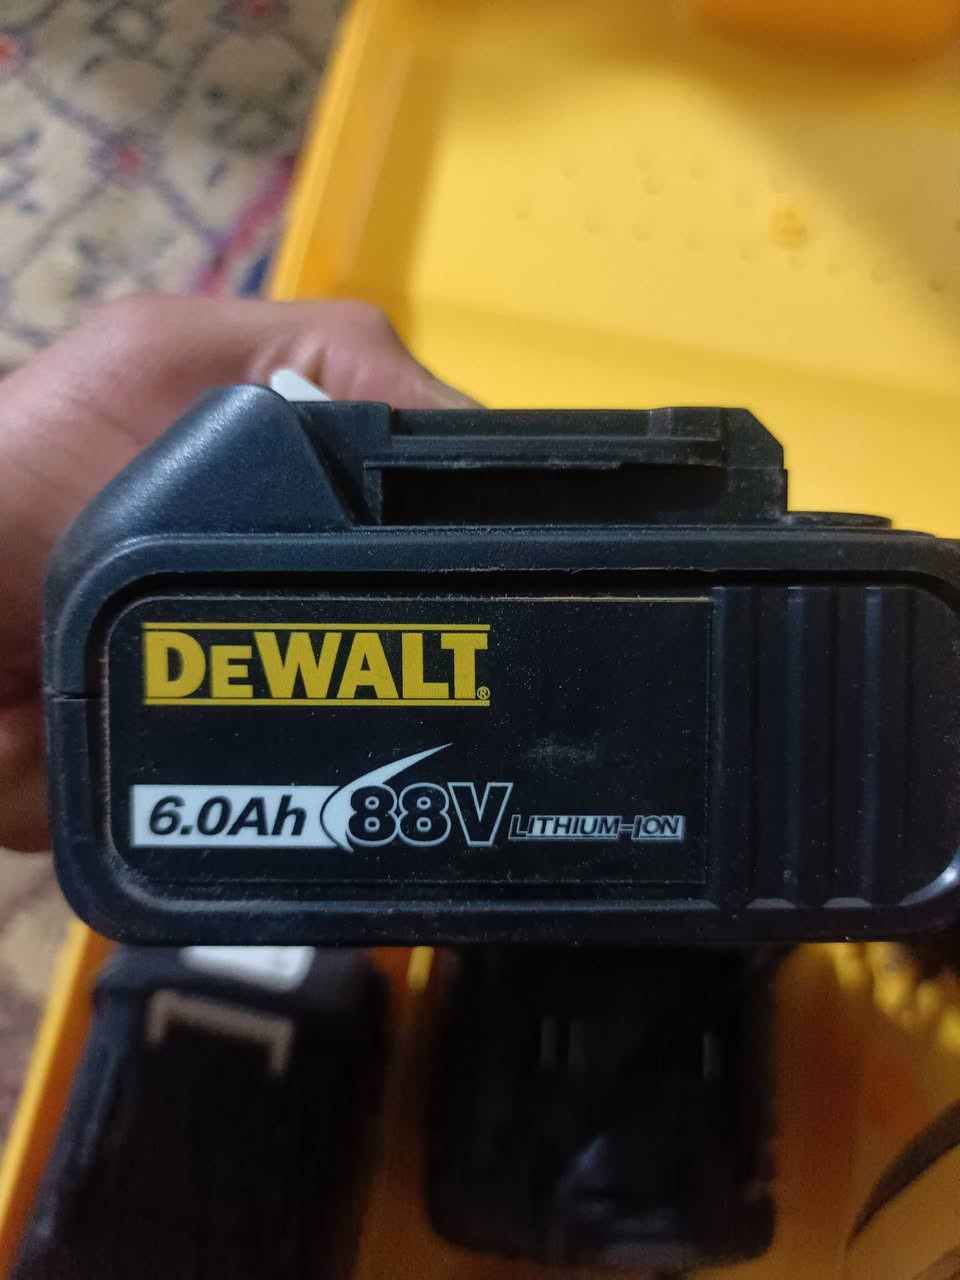 DEWALT®
6.0Ah 88V LITHIUM-ION